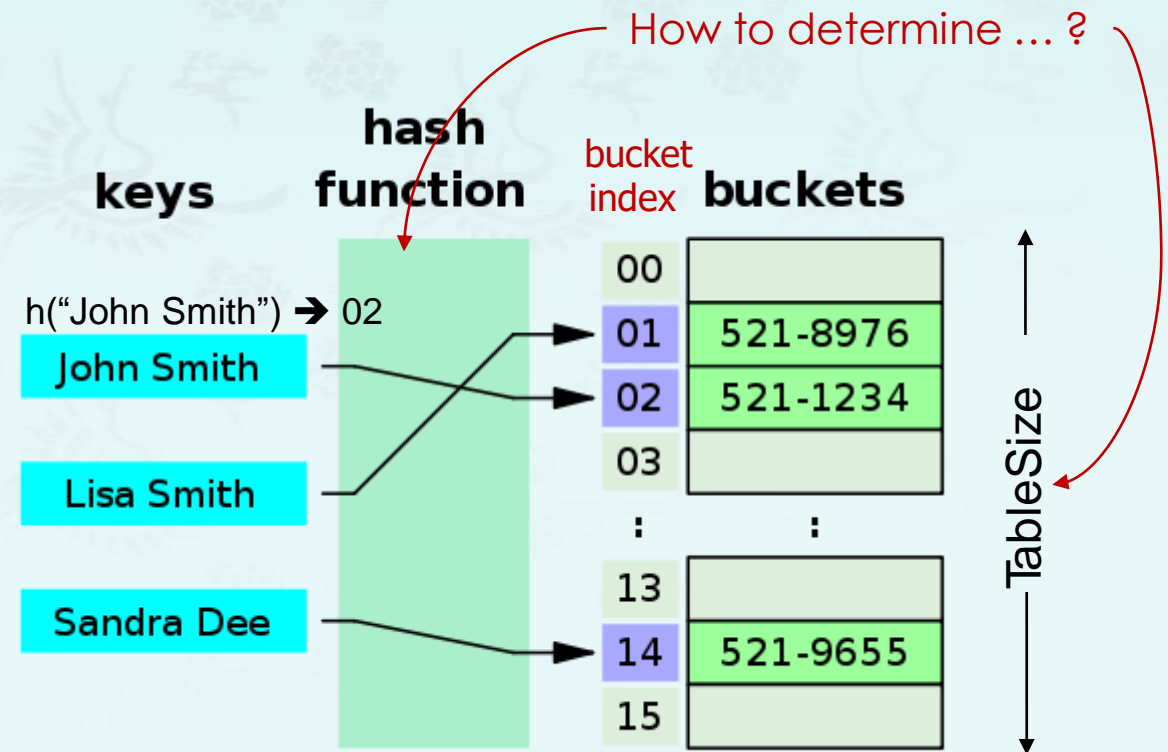 How to determine … ?
hash
function
keys
bucket
index
buckets
h(“John Smith”) ➔ 02
John Smith
Lisa Smith
Sandra Dee
00
01 521-8976
02 521-1234
03
: :
13
14 521-9655
15
TableSize